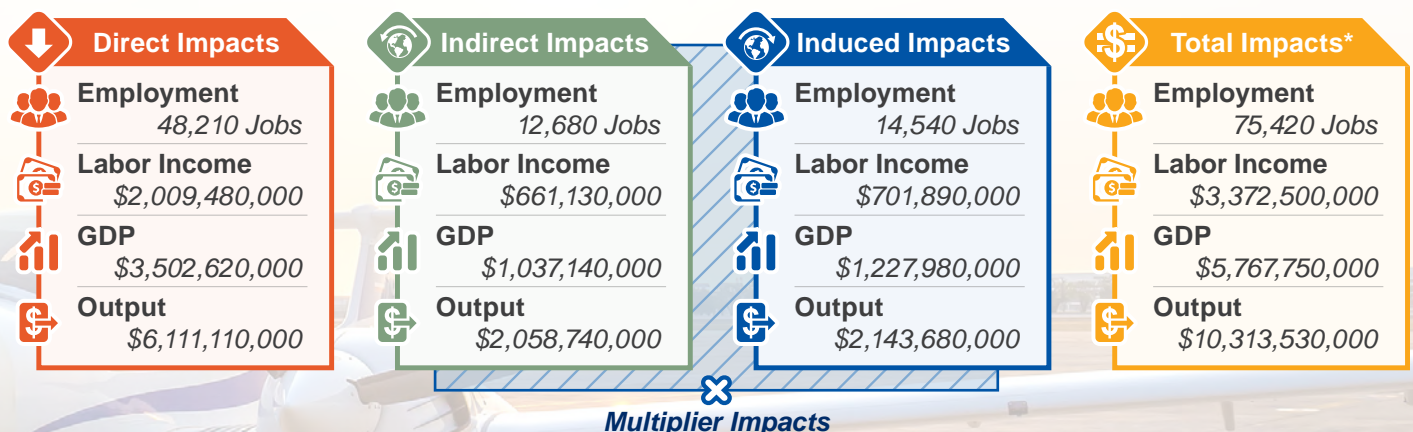 Direct Impacts
Employment
48,210 Jobs
Labor Income
$2,009,480,000
GDP
$3,502,620,000
Output
$6,111,110,000
Indirect Impacts
Employment
12,680 Jobs
Labor Income
$661,130,000
GDP
$1,037,140,000
Output
$2,058,740,000
Induced Impacts
Employment
14,540 Jobs
Labor Income
$701,890,000
GDP
$1,227,980,000
Output
$2,143,680,000
Total Impacts*
Employment
75,420 Jobs
Labor Income
$3,372,500,000
GDP
$5,767,750,000
Output
$10,313,530,000
Multiplier Impacts